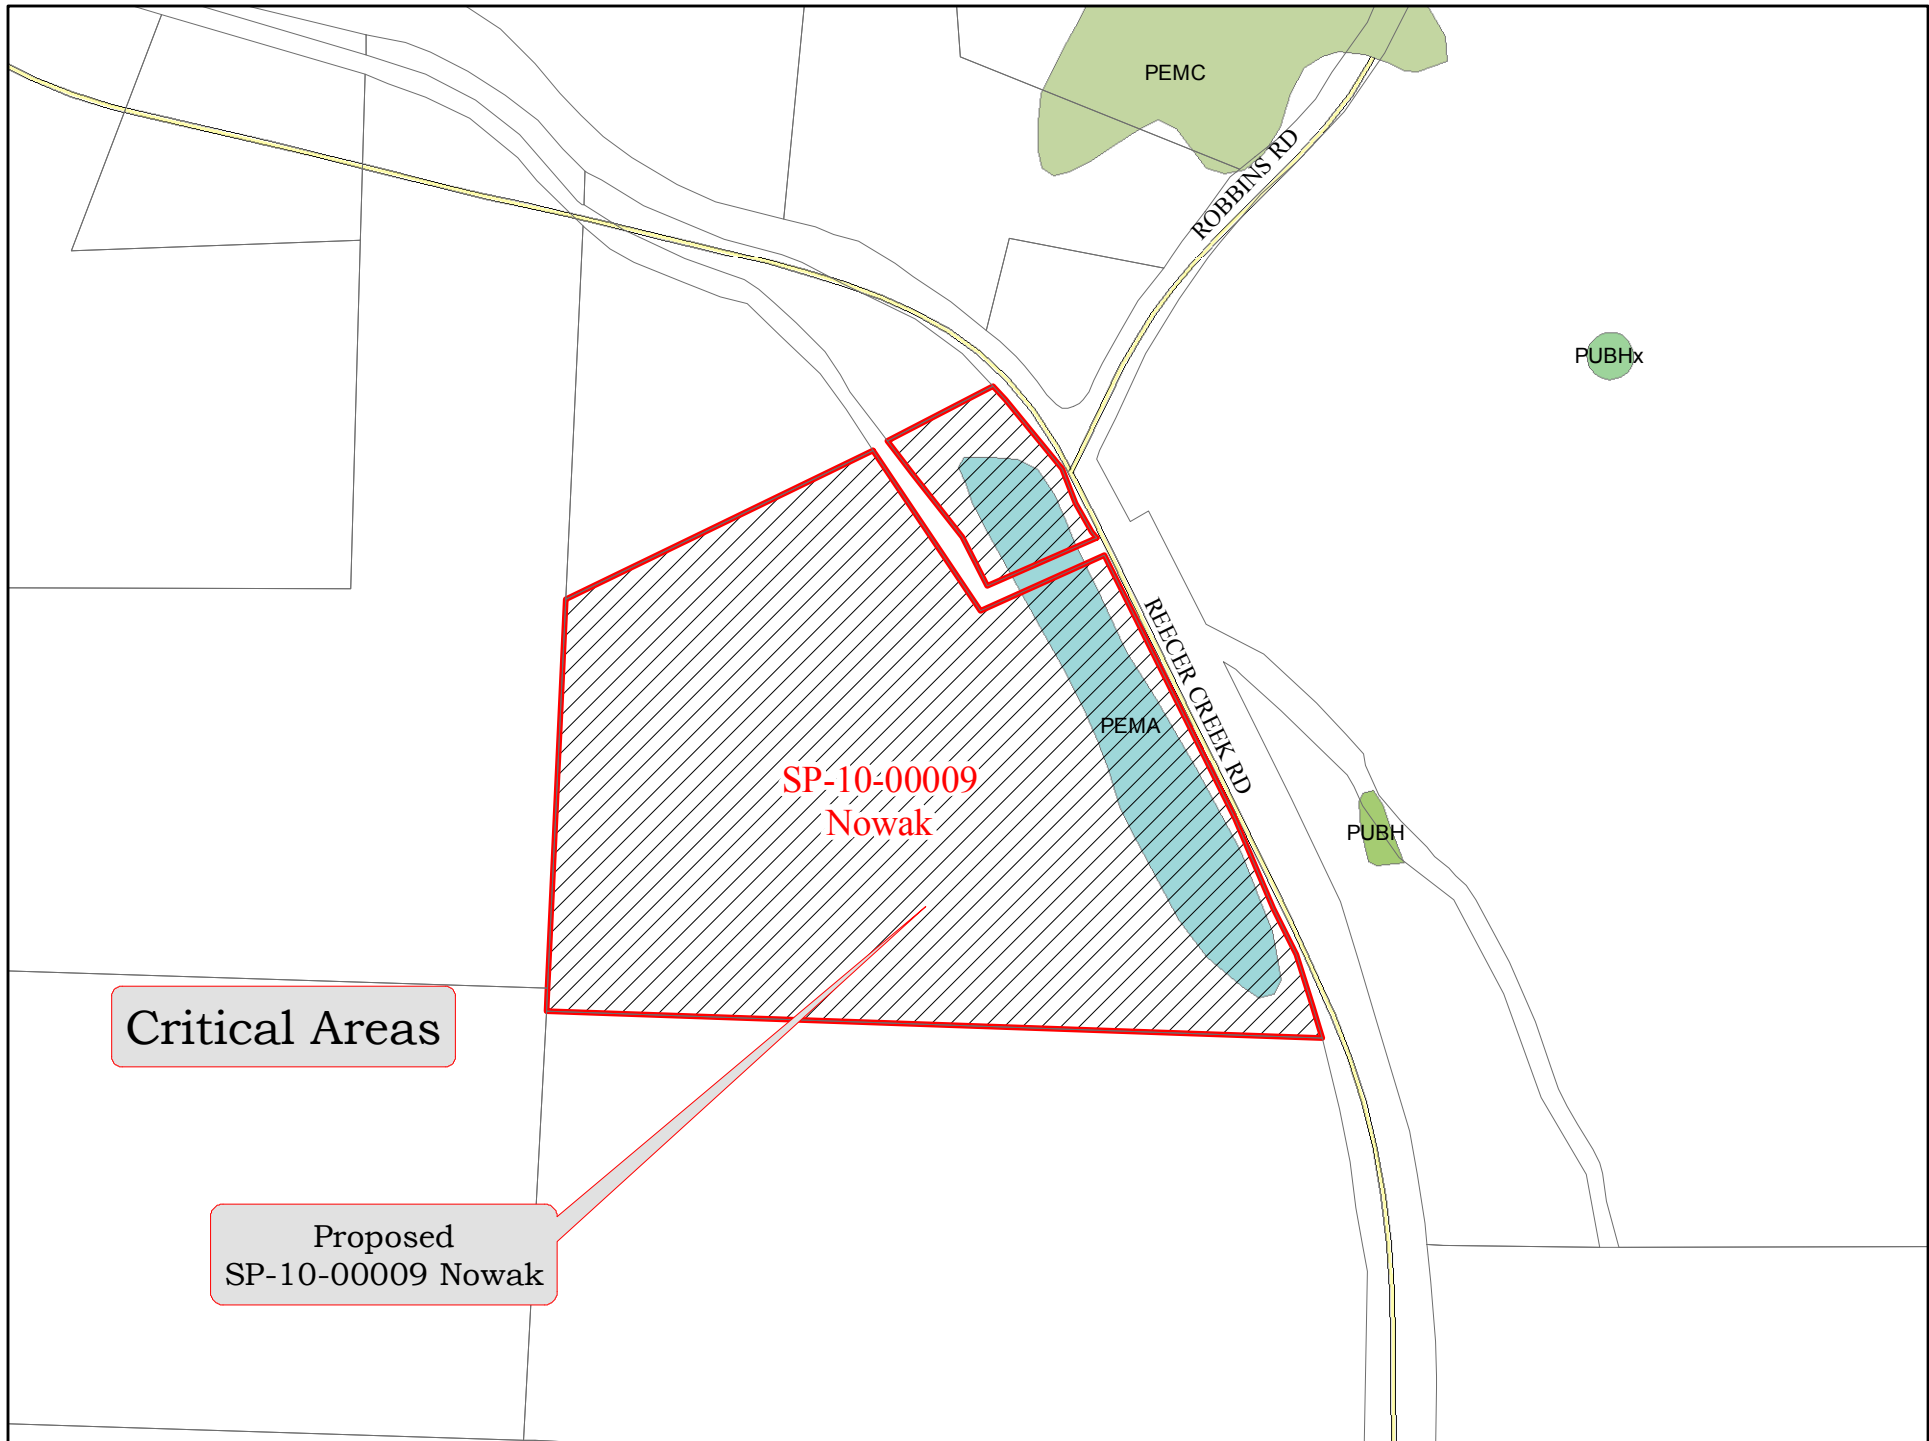 PEMC
ROBBINS RD
PUBHx
REECER CREEK RD
PEMA
SP-10-00009
Nowak
PUBH
Critical Areas
Proposed
SP-10-00009 Nowak